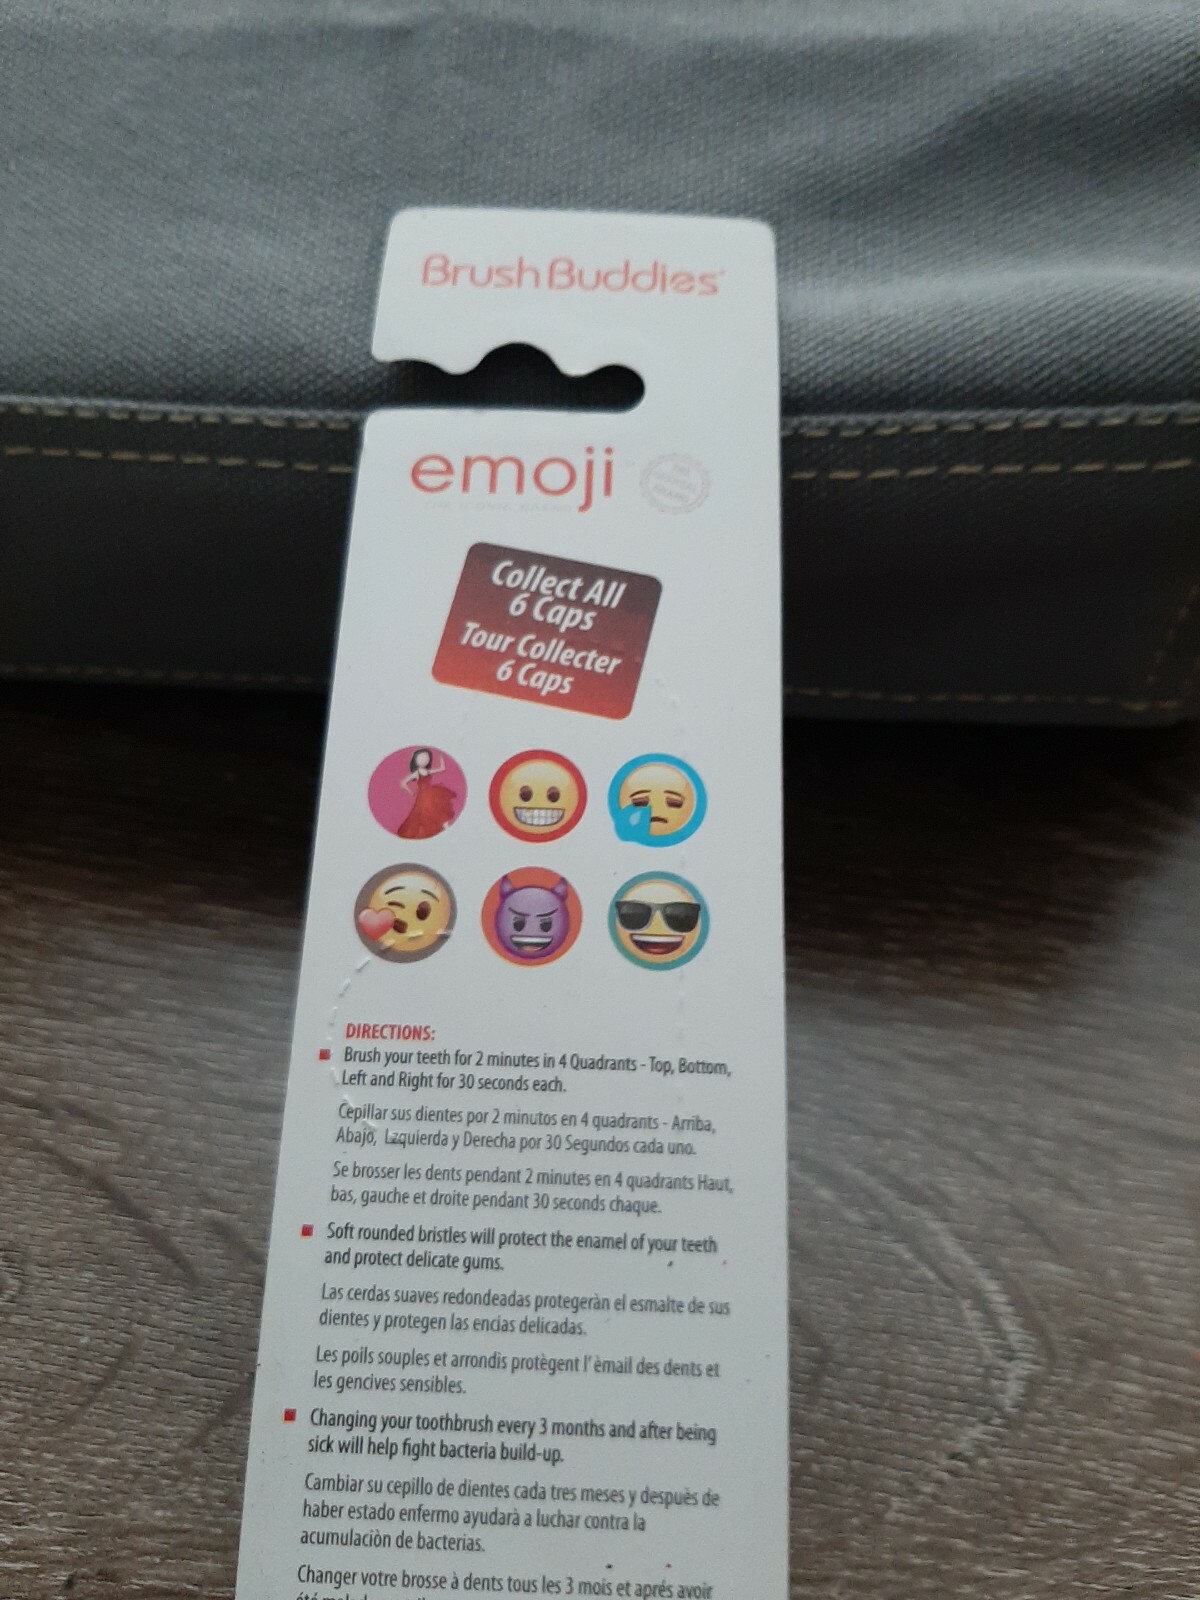 BrushBuddies
emoji
THE ICONIC BRAND
Collect All
6 Caps
Tour Collecter
6 Caps
DIRECTIONS:
Brush your teeth for 2 minutes in 4 Quadrants - Top, Bottom,
Left and Right for 30 seconds each.
Cepillar sus dientes por 2 minutos en 4 quadrants - Arriba,
Abajo, Lzquierda y Derecha por 30 Segundos cada uno.
Se brosser les dents pendant 2 minutes en 4 quadrants Haut,
bas, gauche et droite pendant 30 seconds chaque.
Soft rounded bristles will protect the enamel of your teeth
and protect delicate gums.
Las cerdas suaves redondeadas protegeràn el esmalte de sus
dientes y protegen las encias delicadas.
Les poils souples et arrondis protègent l'èmail des dents et
les gencives sensibles.
Changing your toothbrush every 3 months and after being
sick will help fight bacteria build-up.
Cambiar su cepillo de dientes cada tres meses y despuès de
haber estado enfermo ayudarà a luchar contra la
acumulaciòn de bacterias.
Changer votre brosse à dents tous les 3 mois et aprés avoir